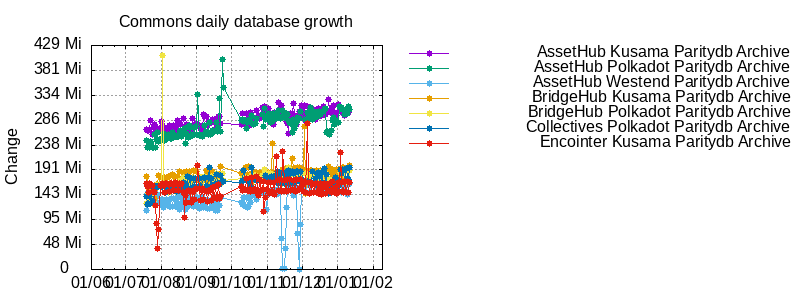 Commons daily database growth
429 Mi
381 Mi
334 Mi
286 Mi
238 Mi
191 Mi
143 Mi
95 Mi
48 Mi
0
Change
01/06 01/07 01/08 01/09 01/10 01/11 01/12 01/01 01/02
AssetHub Kusama Paritydb Archive
AssetHub Polkadot Paritydb Archive
AssetHub Westend Paritydb Archive
BridgeHub Kusama Paritydb Archive
BridgeHub Polkadot Paritydb Archive
Collectives Polkadot Paritydb Archive
Encointer Kusama Paritydb Archive